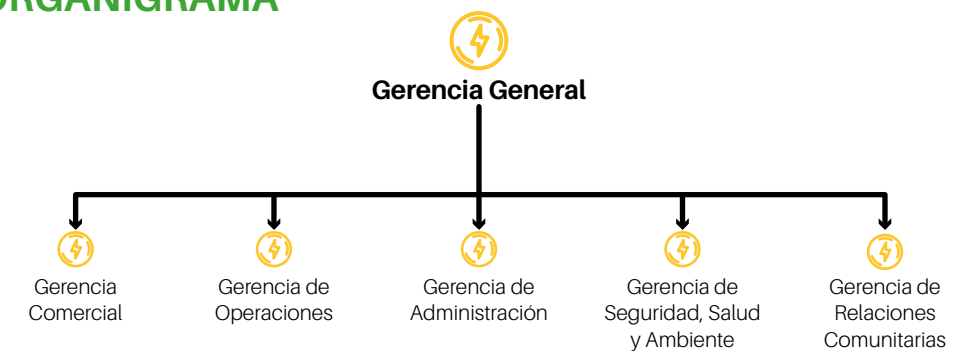 ORGANIGRAMA
Gerencia General
Gerencia
Comercial
Gerencia de
Operaciones
Gerencia de
Administración
Gerencia de
Seguridad, Salud
y Ambiente
Gerencia de
Relaciones
Comunitarias